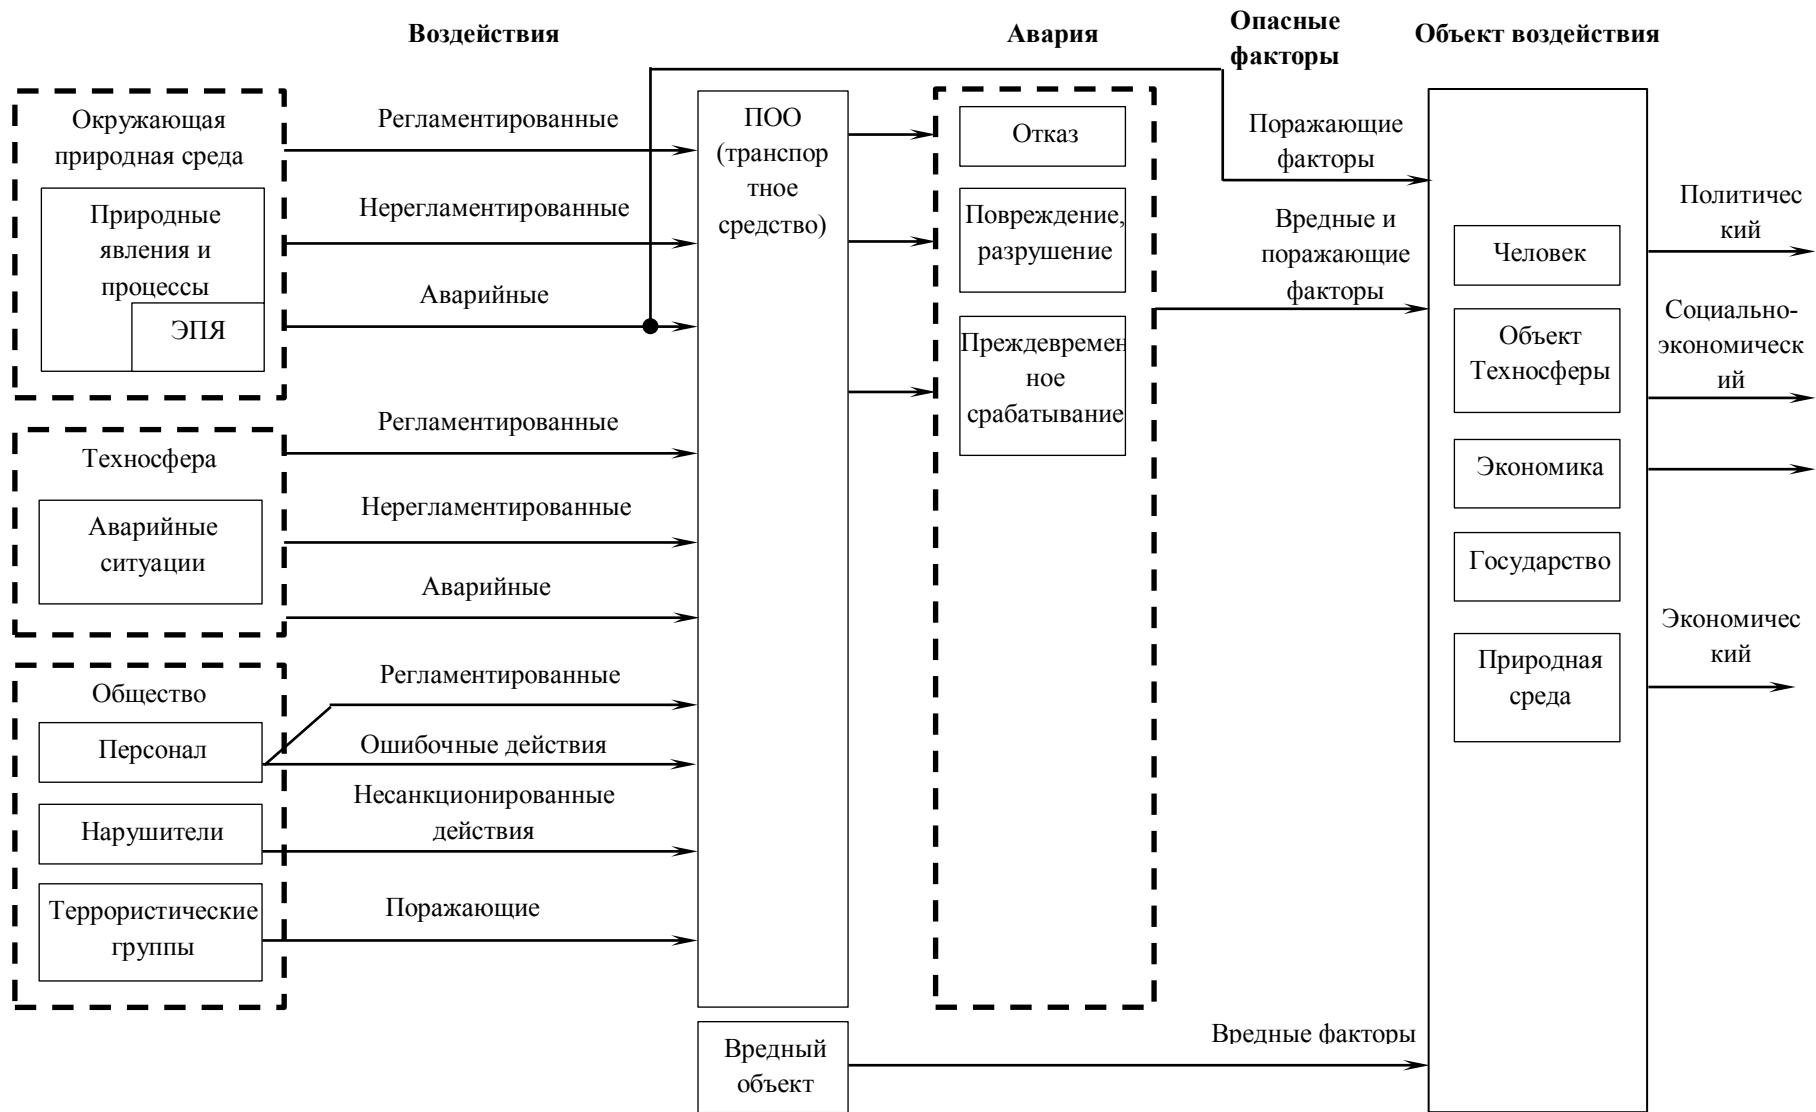 Воздействия
Авария
Опасные
факторы
Объект воздействия
Окружающая
природная среда
Природные
явления и
процессы
ЭПЯ
Техносфера
Аварийные
ситуации
Общество
Персонал
Нарушители
Террористические
группы
Регламентированные
Нерегламентированные
Аварийные
Регламентированные
Нерегламентированные
Аварийные
Регламентированные
Ошибочные действия
Несанкционированные
действия
Поражающие
ПОО
(транспор
тное
средство)
Вредный
объект
Отказ
Повреждение,
разрушение
Преждевремен
ное
срабатывание
Поражающие
факторы
Вредные и
поражающие
факторы
Вредные факторы
Человек
Объект
Техносферы
Экономика
Государство
Природная
среда
Политичес
кий
Социально-
экономическ
ий
Экономичес
кий